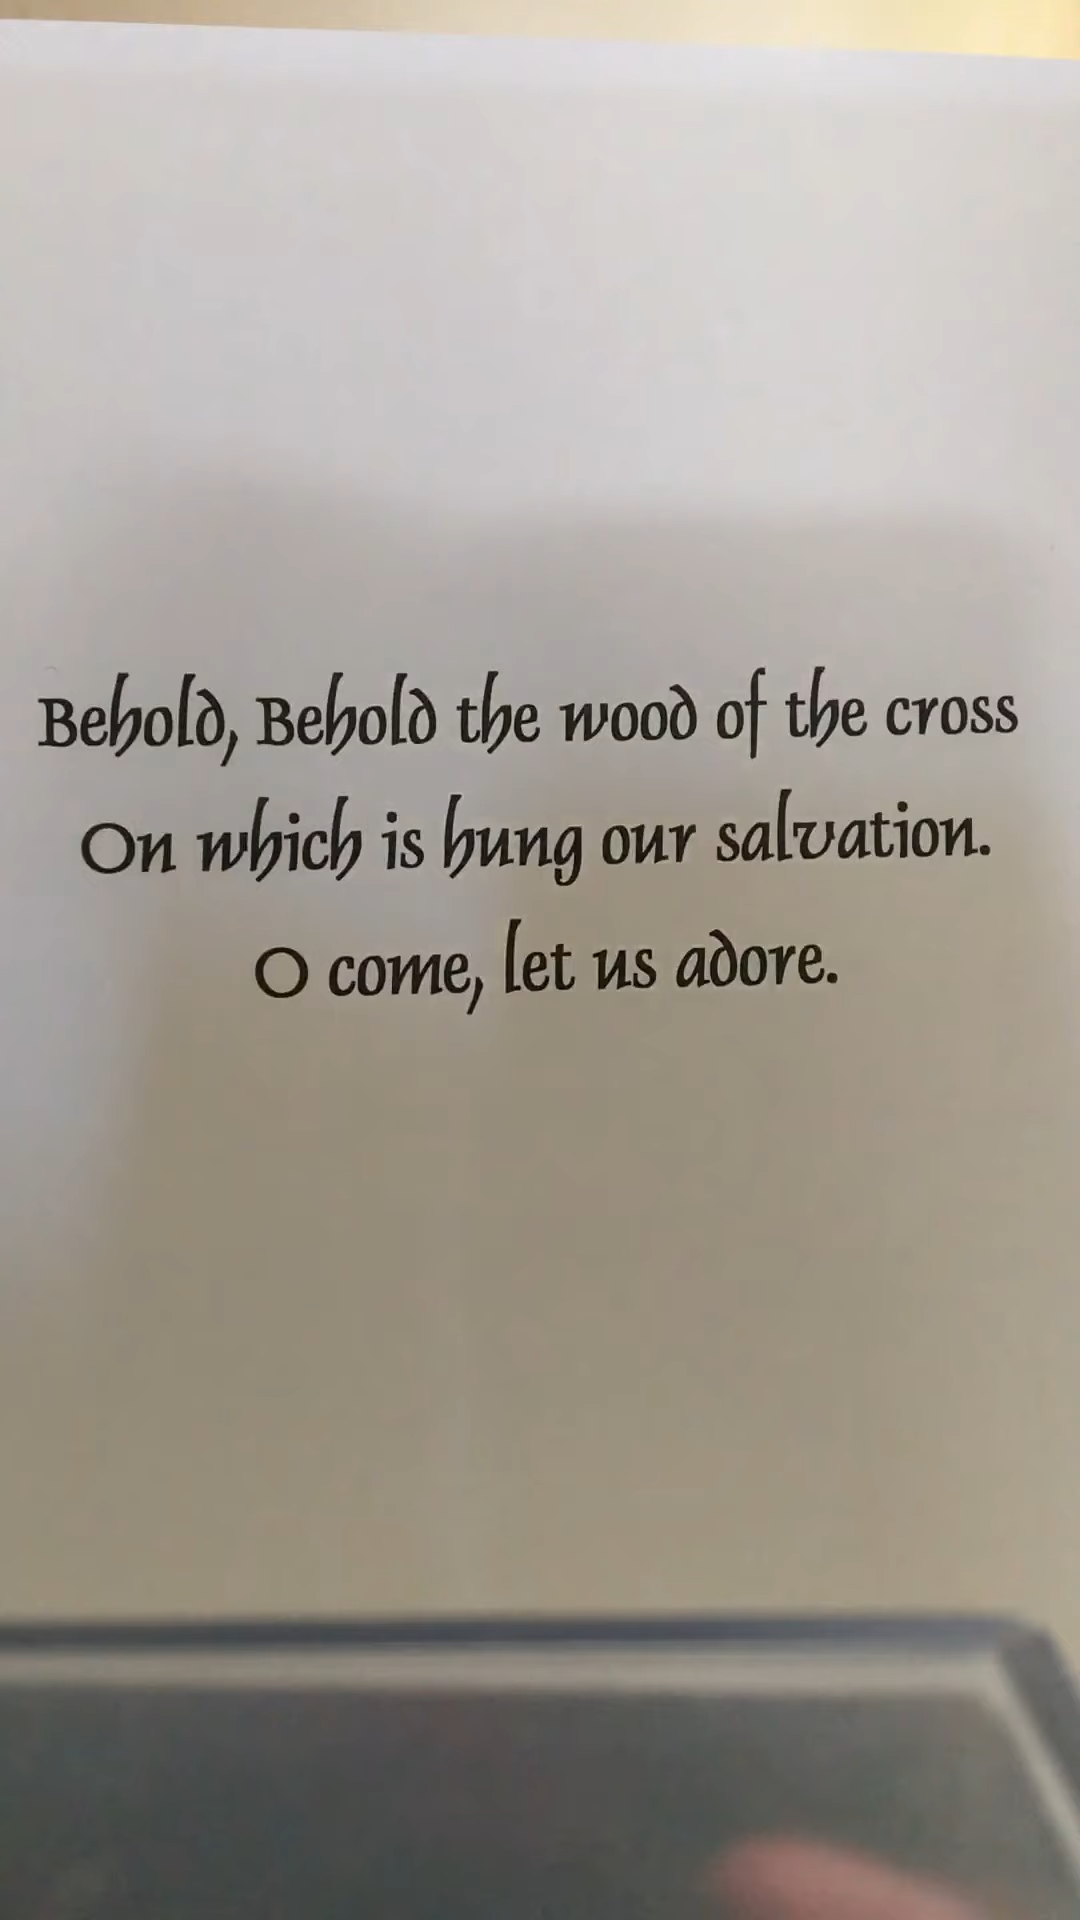 Behold, Behold the wood of the cross
On which is hung our salvation.
O come, let us adore.